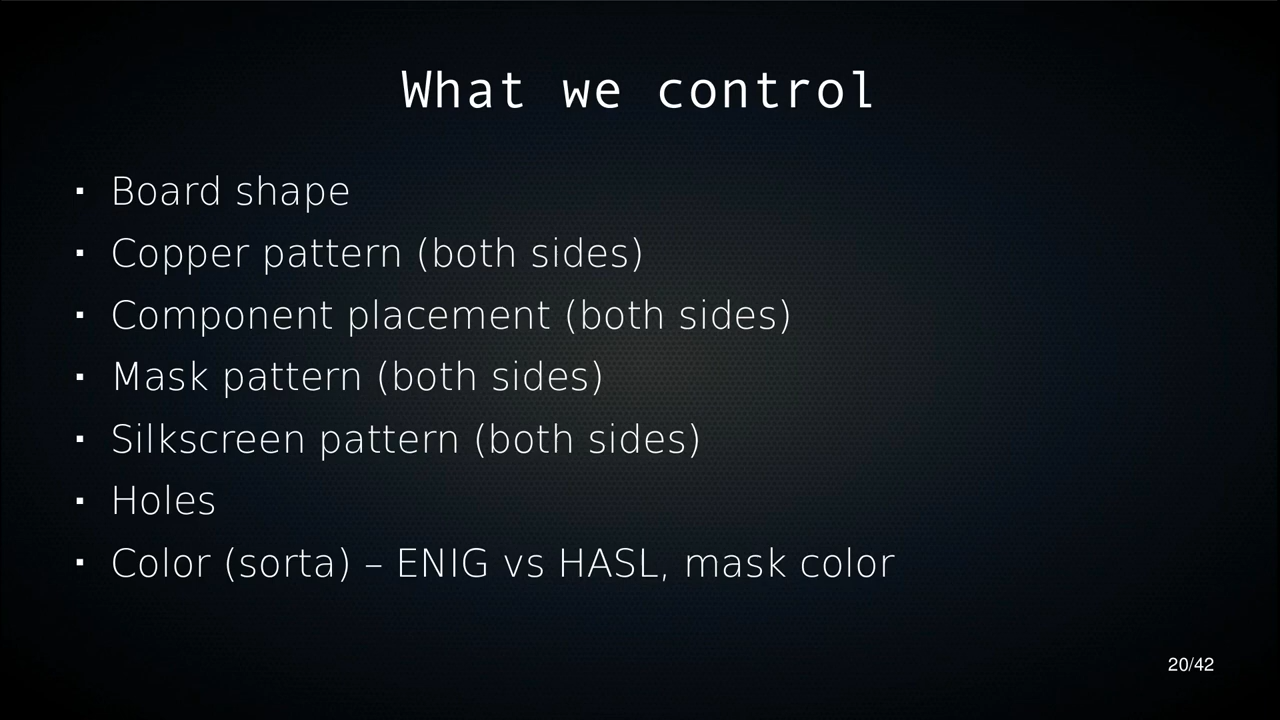 What we control
▪ Board shape
▪ Copper pattern (both sides)
▪ Component placement (both sides)
▪ Mask pattern (both sides)
▪ Silkscreen pattern (both sides)
▪ Holes
▪ Color (sorta) – ENIG vs HASL, mask color
20/42